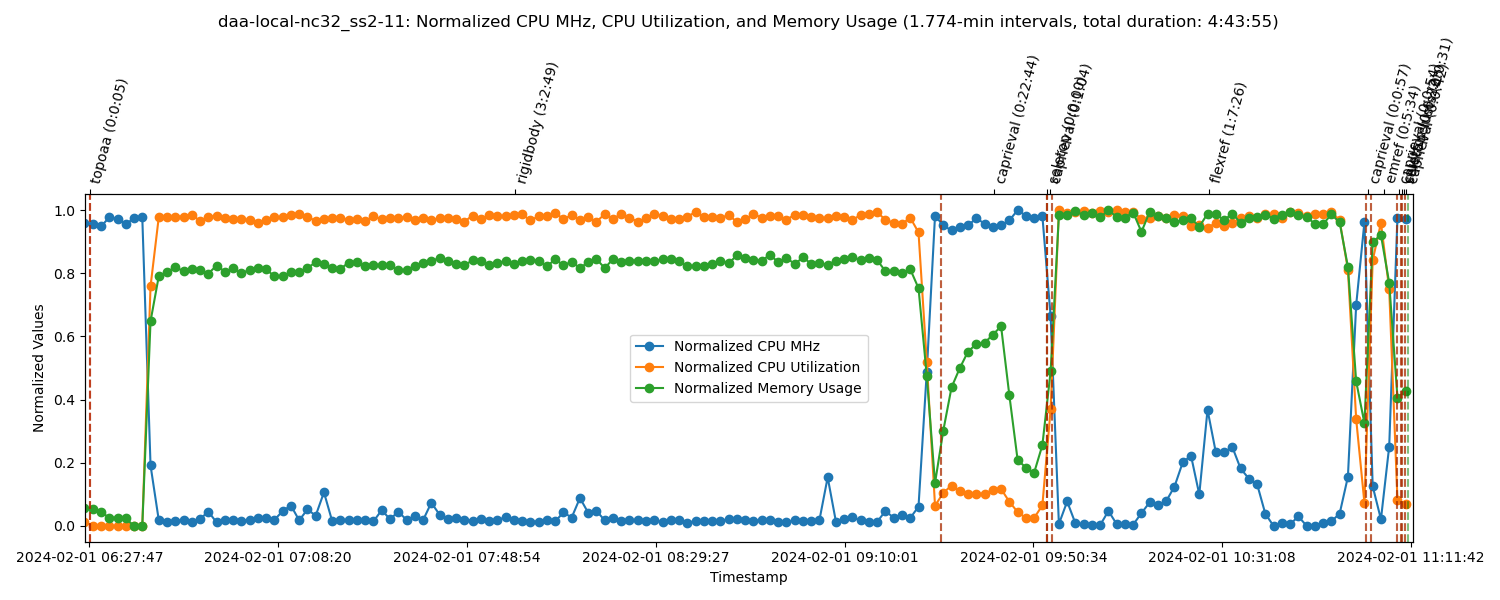 daa-local-nc32_ss2-11: Normalized CPU MHz, CPU Utilization, and Memory Usage (1.774-min intervals, total duration: 4:43:55)
topoaa (0:0:05)
rigidbody (3:2:49)
caprieval (0:22:44)
caprieval (0:1:04)
flexref (1:7:26)
caprieval (0:0:57)
emref (0:5:34)
1.0
0.8
0.6
0.4
0.2
0.0
Normalized Values
Normalized CPU MHz
Normalized CPU Utilization
Normalized Memory Usage
2024-02-01 06:27:47
2024-02-01 07:08:20
2024-02-01 07:48:54
2024-02-01 08:29:27
2024-02-01 09:10:01
2024-02-01 09:50:34
2024-02-01 10:31:08
2024-02-01 11:11:42
Timestamp